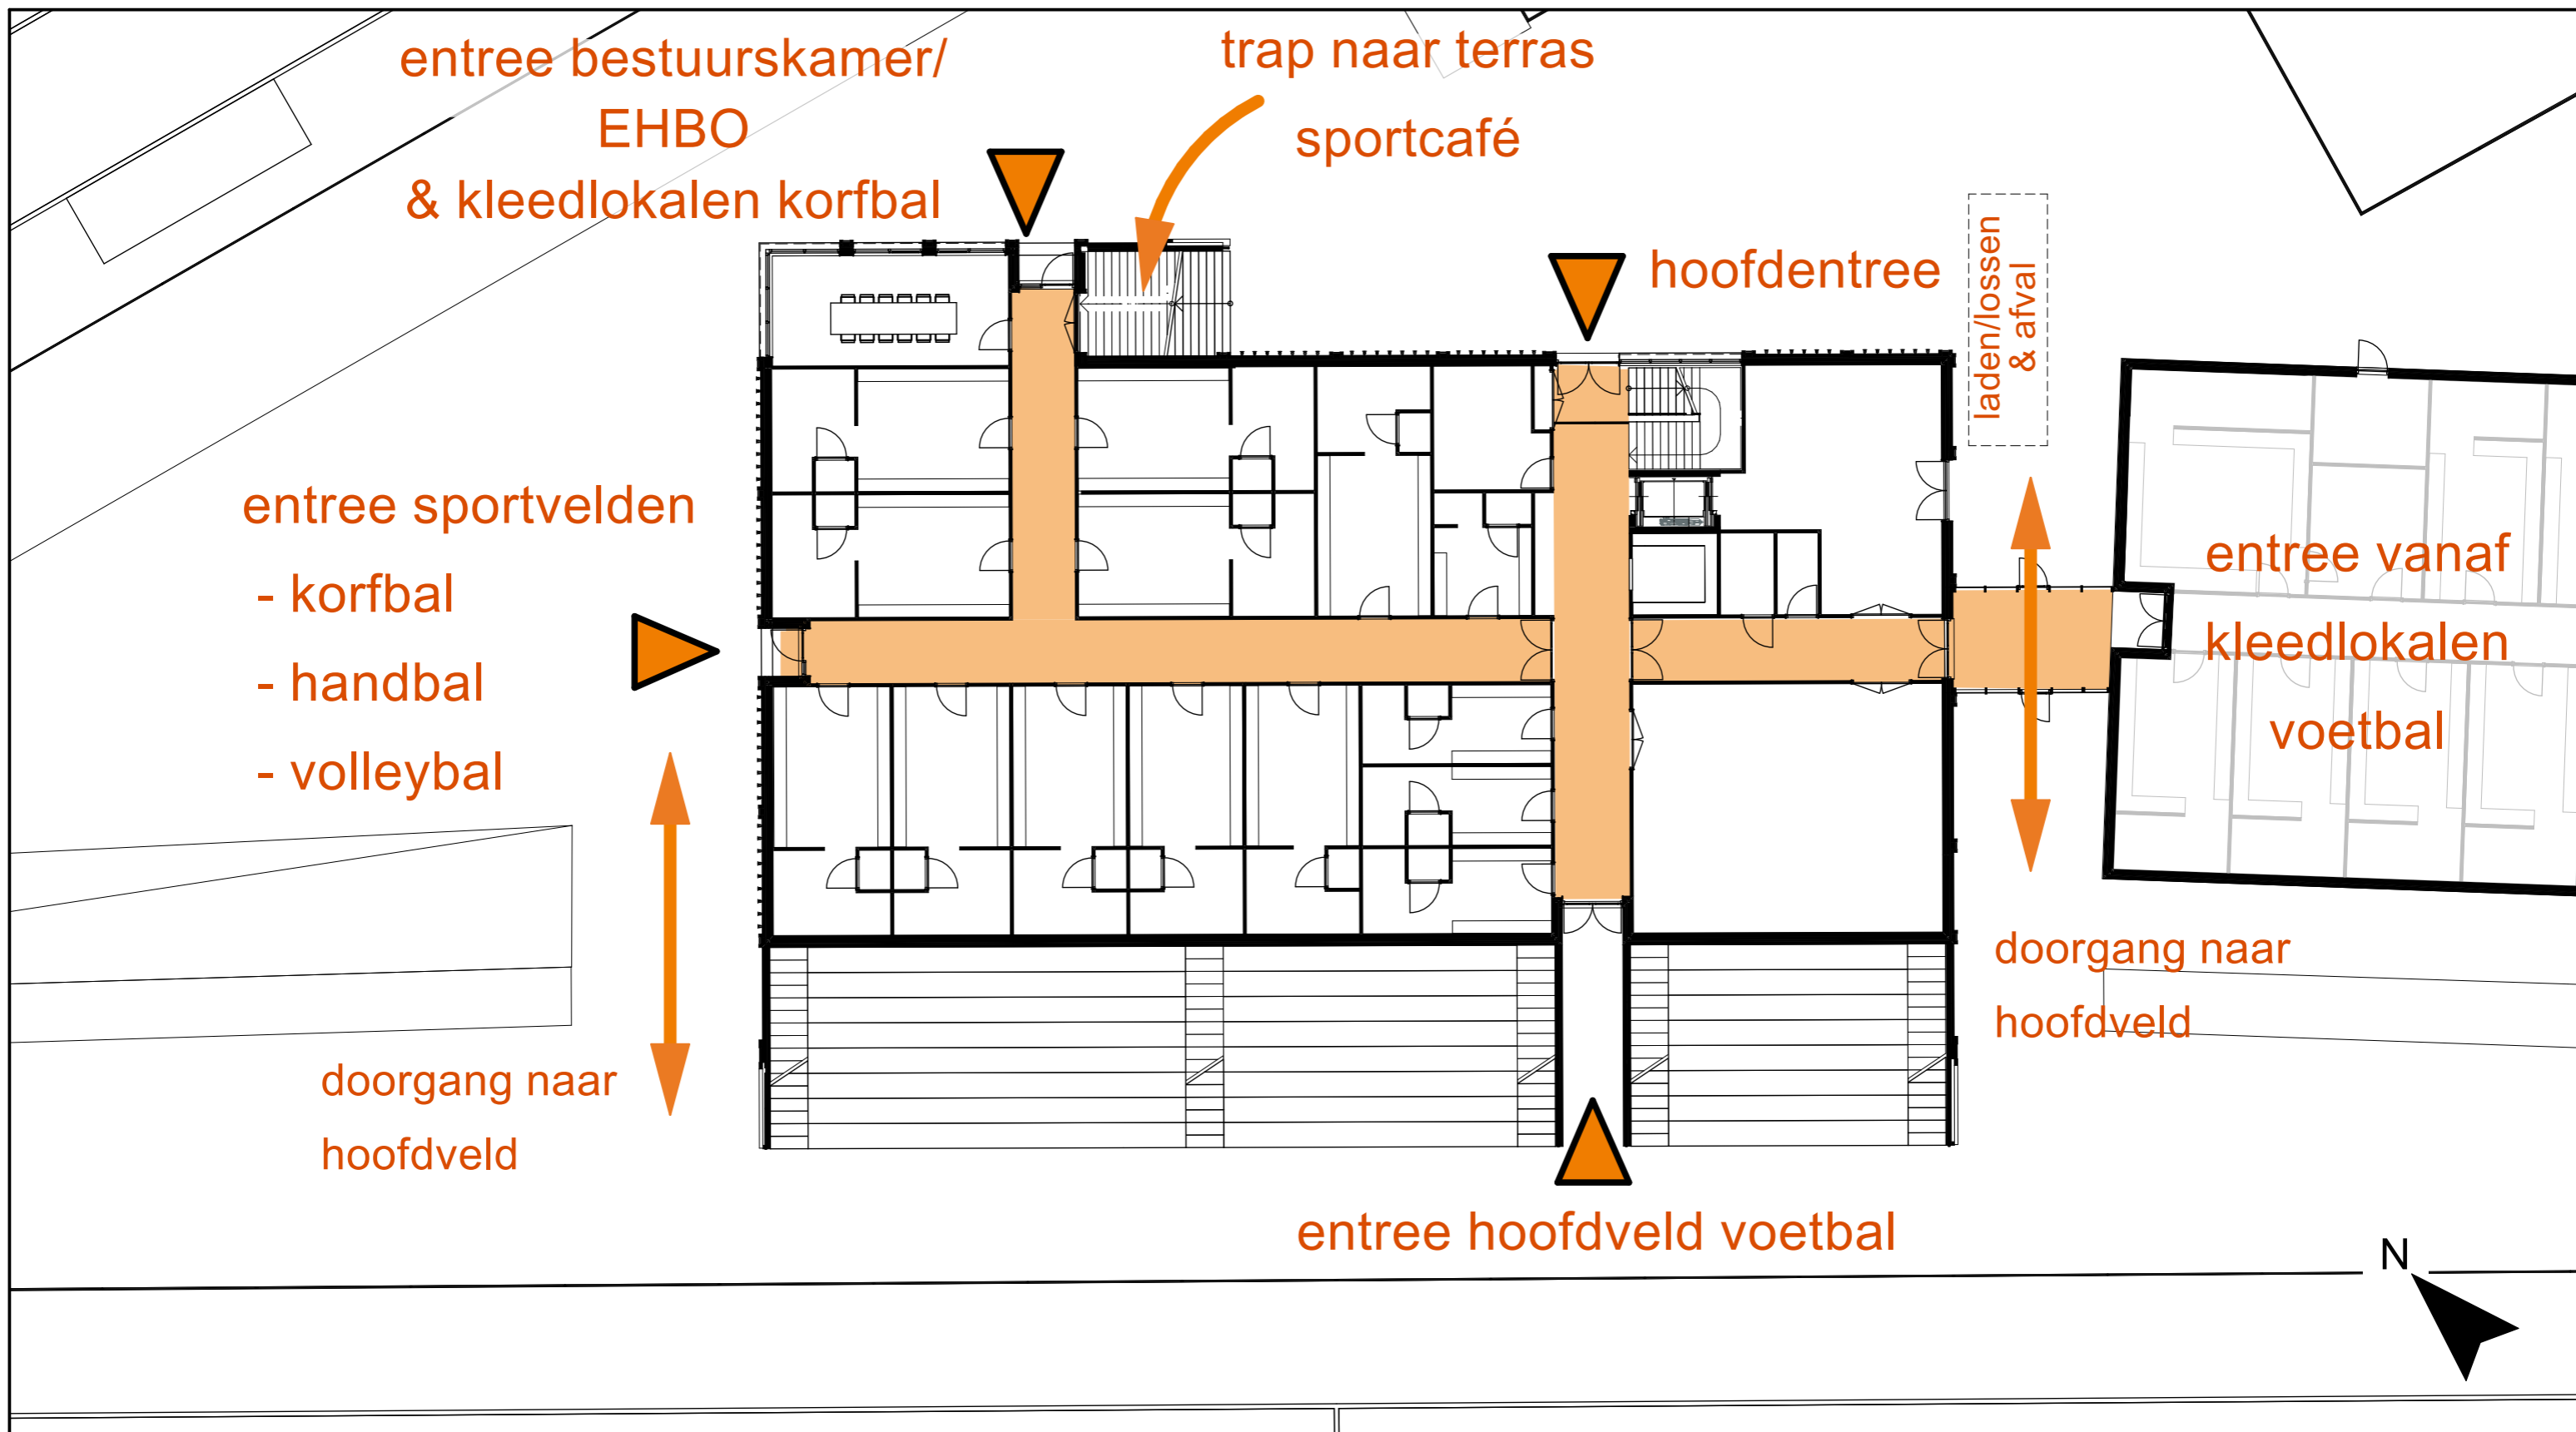 entree bestuurskamer/
EHBO
& kleedlokalen korfbal
trap naar terras
sportcafé
hoofdentree
laden/lossen
& afval
entree sportvelden
- korfbal
- handbal
- volleybal
entree vanaf
kleedlokalen
voetbal
doorgang naar
hoofdveld
doorgang naar
hoofdveld
entree hoofdveld voetbal
N